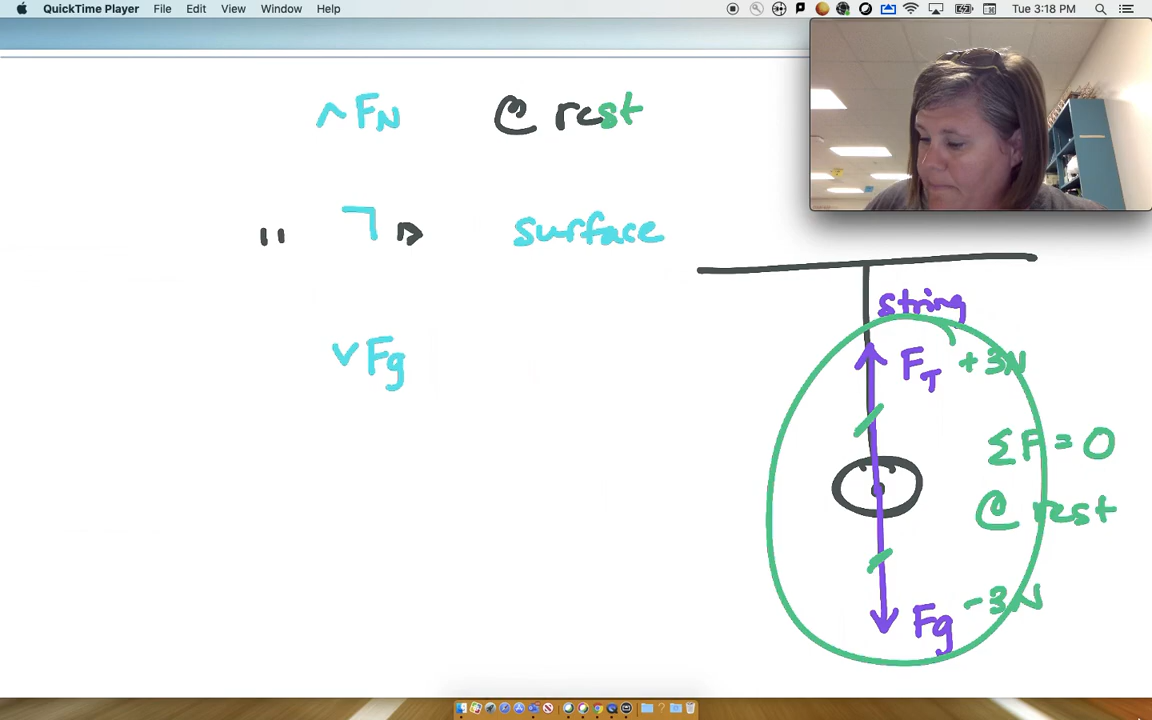 QuickTime Player File Edit View Window Help
Tue 3:18 PM
^ FN @ rest
" ┐ surface
string
v Fg
FT +3N
ΣF = 0
@ rest
Fg -3N